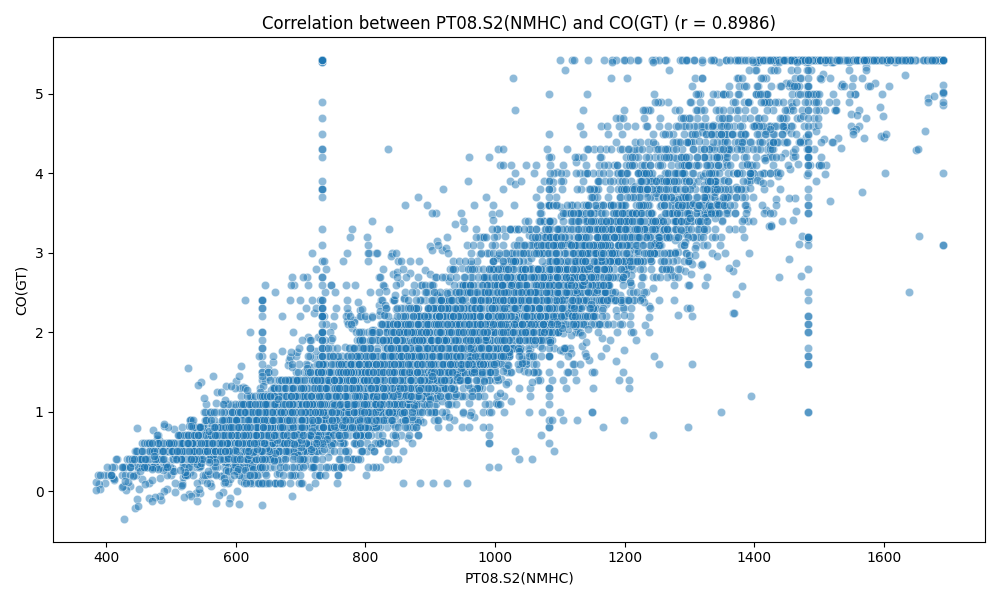 Correlation between PT08.S2(NMHC) and CO(GT) (r = 0.8986)
CO(GT)
5
4
3
2
1
0
400 600 800 1000 1200 1400 1600
PT08.S2(NMHC)